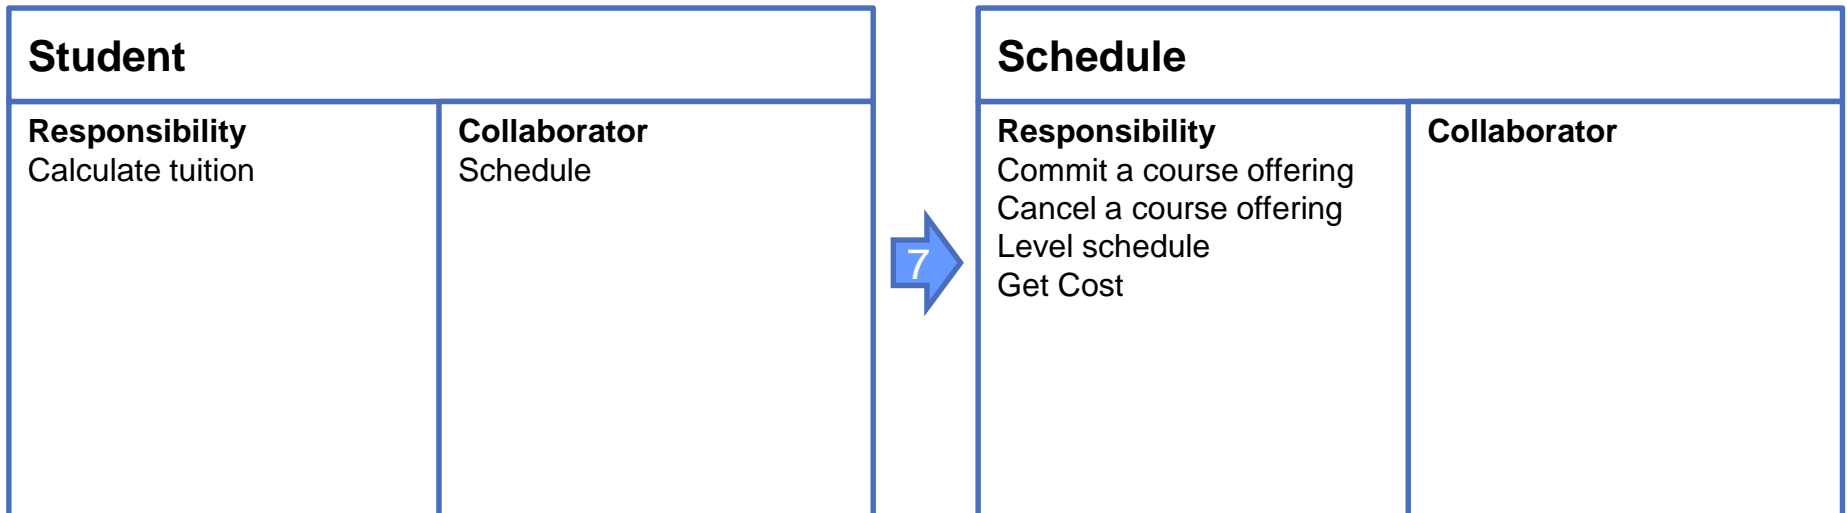 Student
Responsibility
Calculate tuition
Collaborator
Schedule
7
Schedule
Responsibility
Commit a course offering
Cancel a course offering
Level schedule
Get Cost
Collaborator